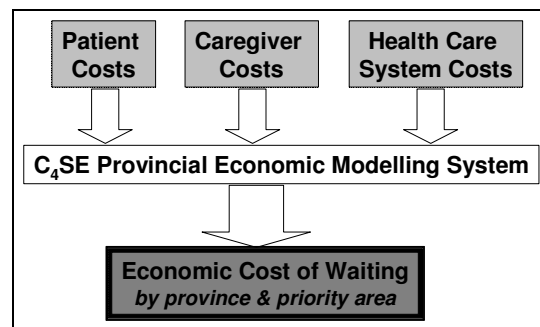 Patient
Costs
Caregiver
Costs
Health Care
System Costs
C₄SE Provincial Economic Modelling System
Economic Cost of Waiting
by province & priority area